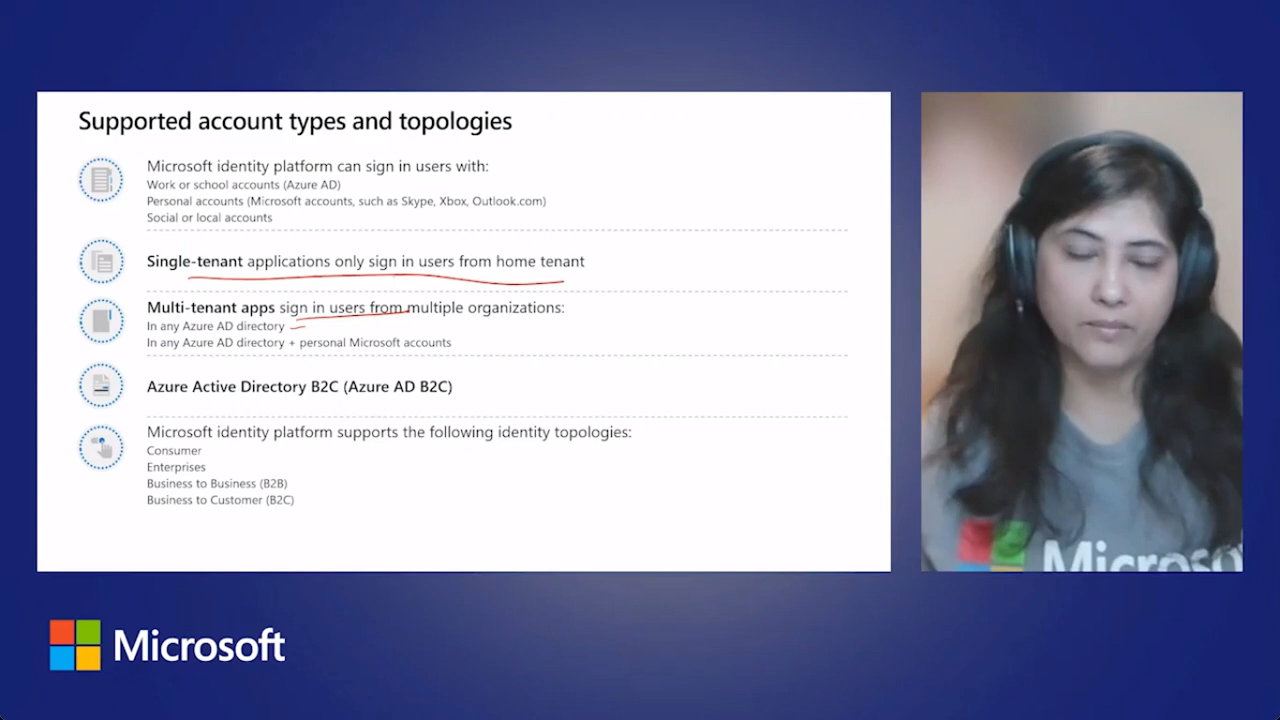 Supported account types and topologies
Microsoft identity platform can sign in users with:
Work or school accounts (Azure AD)
Personal accounts (Microsoft accounts, such as Skype, Xbox, Outlook.com)
Social or local accounts
Single-tenant applications only sign in users from home tenant
Multi-tenant apps sign in users from multiple organizations:
In any Azure AD directory
In any Azure AD directory + personal Microsoft accounts
Azure Active Directory B2C (Azure AD B2C)
Microsoft identity platform supports the following identity topologies:
Consumer
Enterprises
Business to Business (B2B)
Business to Customer (B2C)
Microso
Microsoft